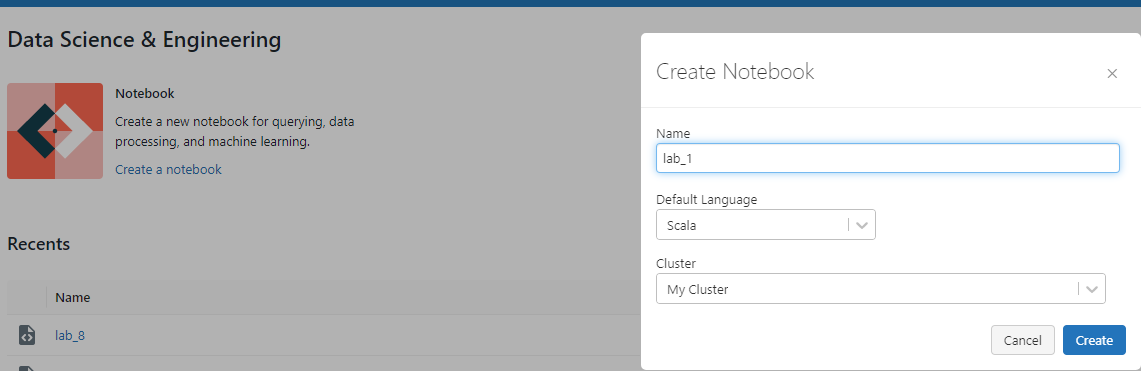 Data Science & Engineering
Notebook
Create a new notebook for querying, data
processing, and machine learning.
Create a notebook
Recents
Name
lab_8
Create Notebook
×
Name
lab_1
Default Language
Scala
Cluster
My Cluster
Cancel
Create